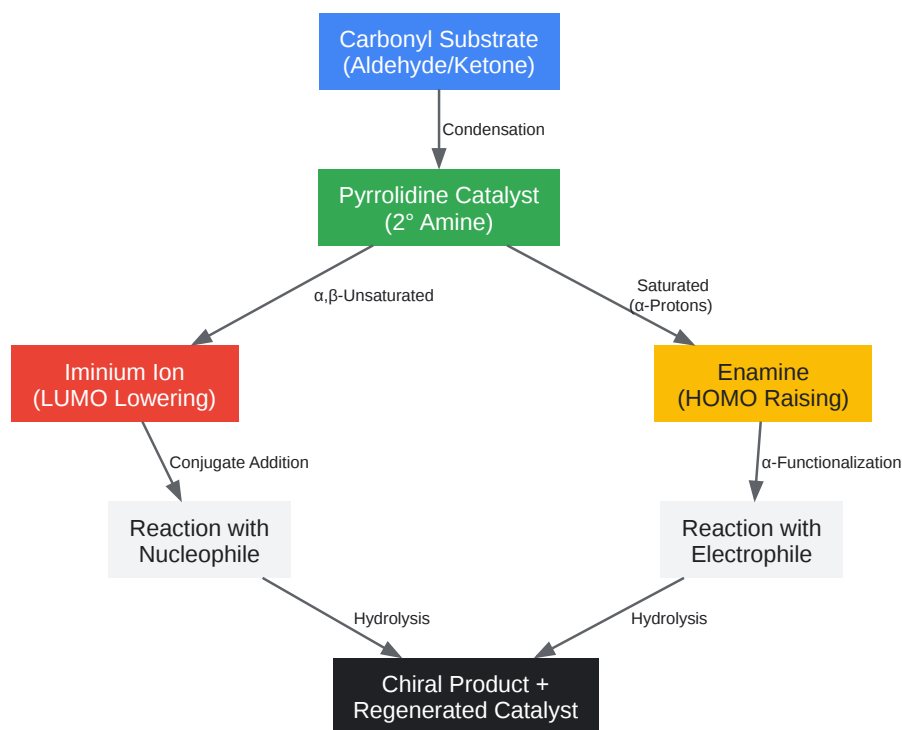 Carbonyl Substrate
(Aldehyde/Ketone)
Condensation
Pyrrolidine Catalyst
(2° Amine)
α,β-Unsaturated
Saturated
(α-Protons)
Iminium Ion
(LUMO Lowering)
Enamine
(HOMO Raising)
Conjugate Addition
α-Functionalization
Reaction with
Nucleophile
Reaction with
Electrophile
Hydrolysis
Hydrolysis
Chiral Product +
Regenerated Catalyst